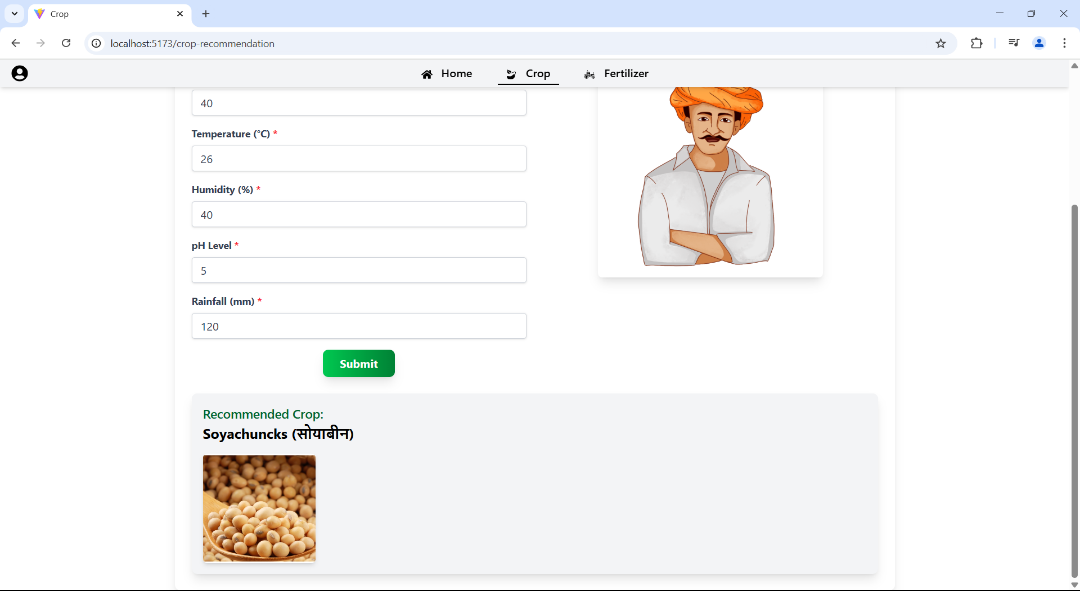 Crop
localhost:5173/crop-recommendation
Home
Crop
Fertilizer
40
Temperature (°C) *
26
Humidity (%) *
40
pH Level *
5
Rainfall (mm) *
120
Submit
Recommended Crop:
Soyachuncks (सोयाबीन)